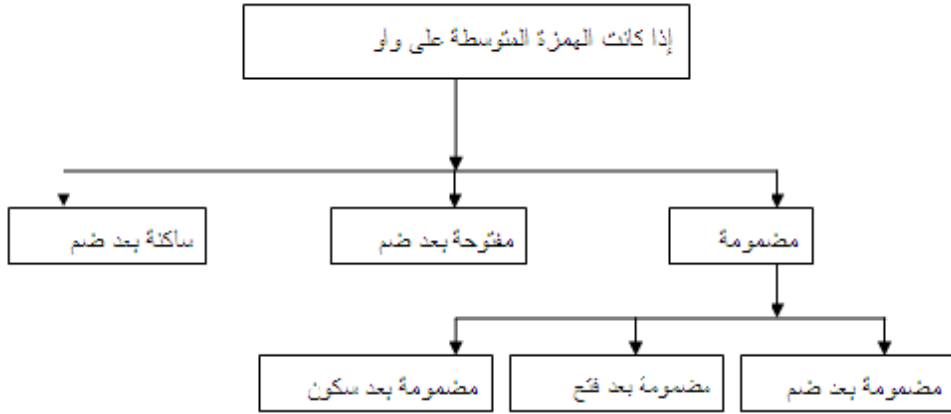 إذا كانت الهمزة المتوسطة على واو
مضمومة
مفتوحة بعد ضم
ساكنة بعد ضم
مضمومة بعد ضم
مضمومة بعد فتح
مضمومة بعد سكون